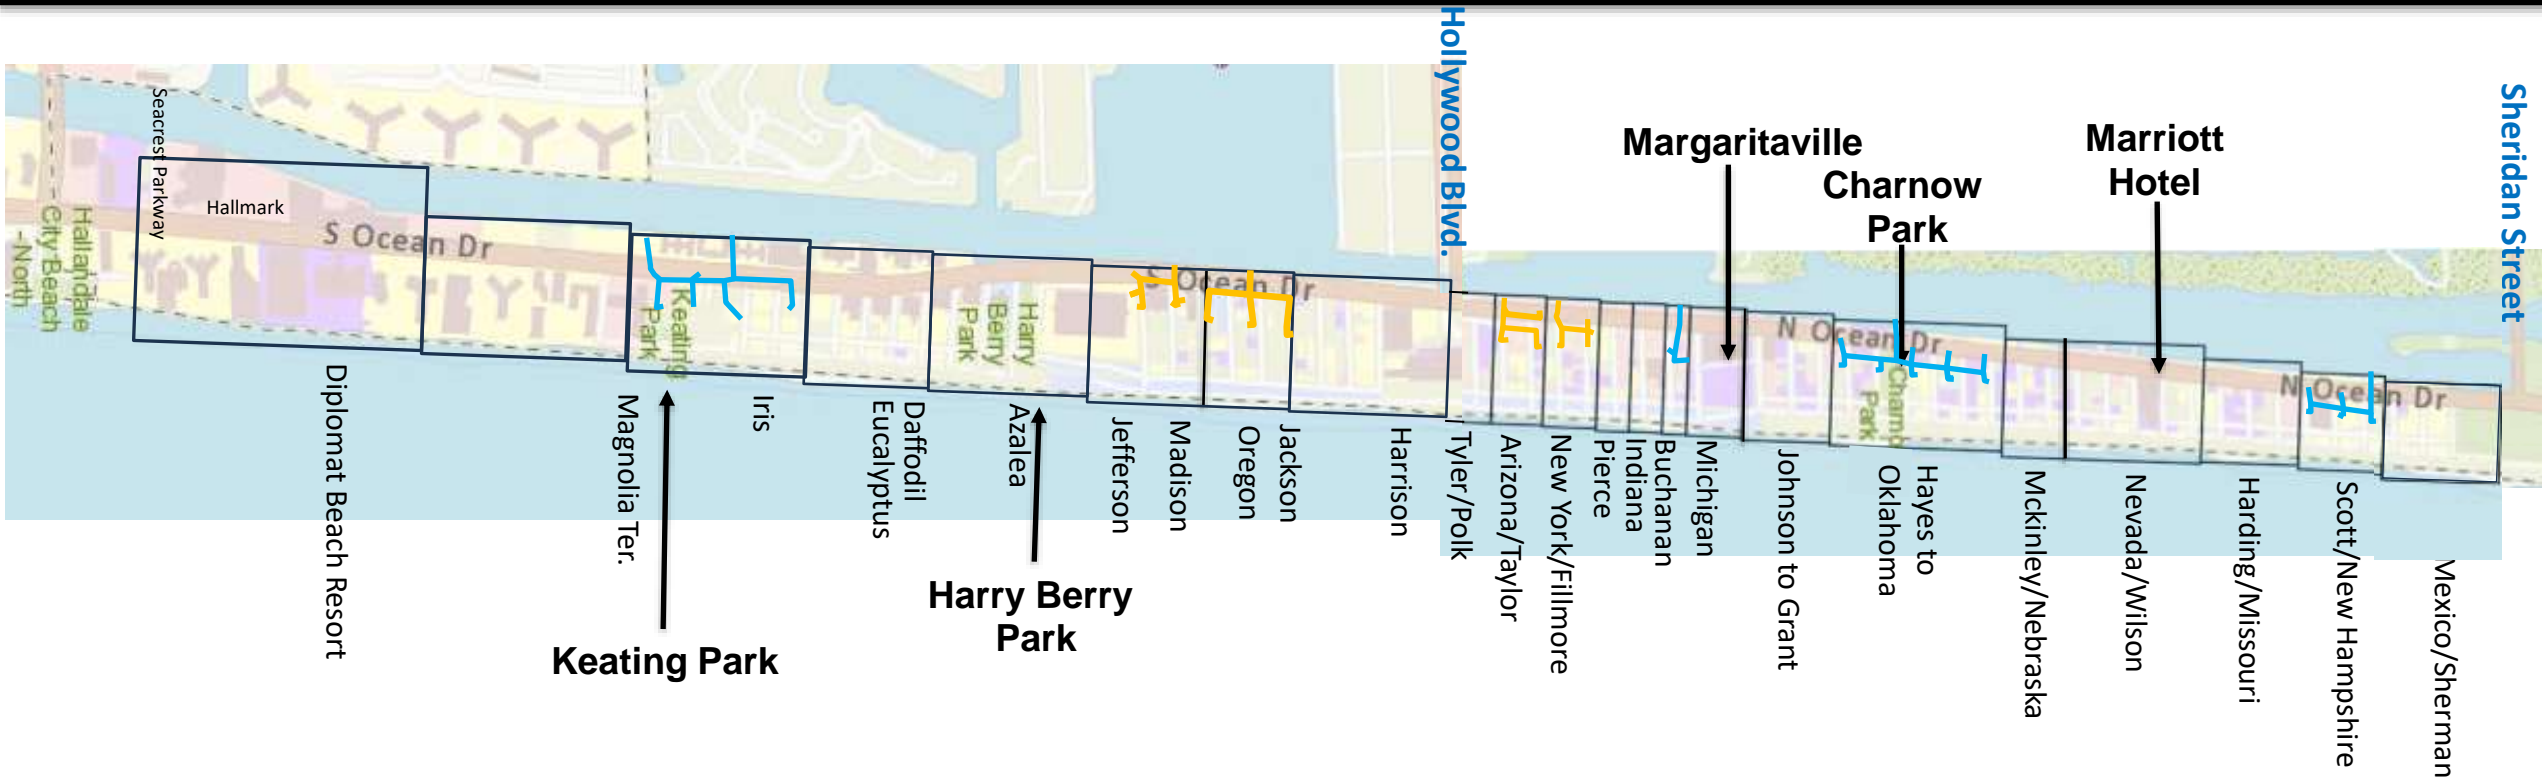 Hollywood Blvd.
Sheridan Street
Margaritaville
Charnow
Park
Marriott
Hotel
Seacrest Parkway
Hallmark
Hallandale
City Beach
- North
S Ocean Dr
Keating
Park
Harry
Berry
Park
S Ocean Dr
N Ocean Dr
Charno
Park
N Ocean Dr
Diplomat Beach Resort
Magnolia Ter.
Iris
Daffodil
Eucalyptus
Azalea
Jefferson
Madison
Oregon
Jackson
Harrison
Tyler/Polk
Arizona/Taylor
New York/Fillmore
Pierce
Indiana
Buchanan
Michigan
Johnson to Grant
Hayes to
Oklahoma
Mckinley/Nebraska
Nevada/Wilson
Harding/Missouri
Scott/New Hampshire
Mexico/Sherman
Keating Park
Harry Berry
Park